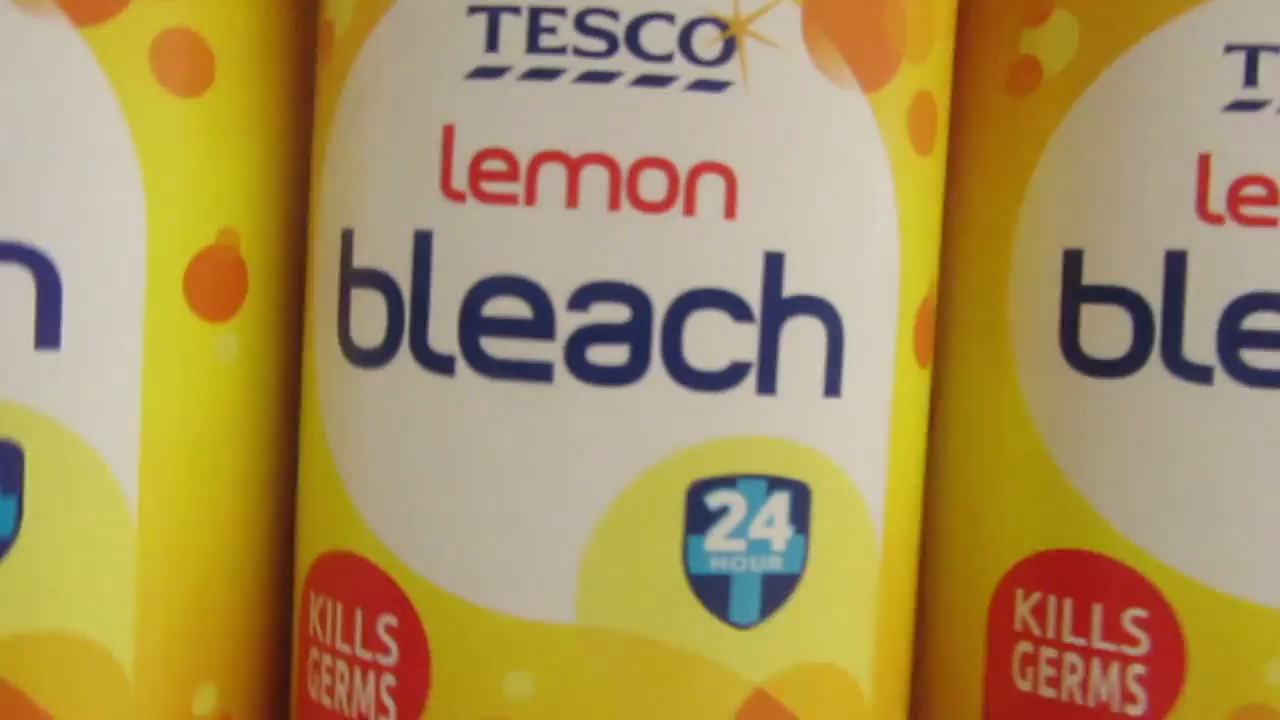 TESCO
lemon
bleach
24
HOUR
KILLS
GERMS
KILLS
GERMS